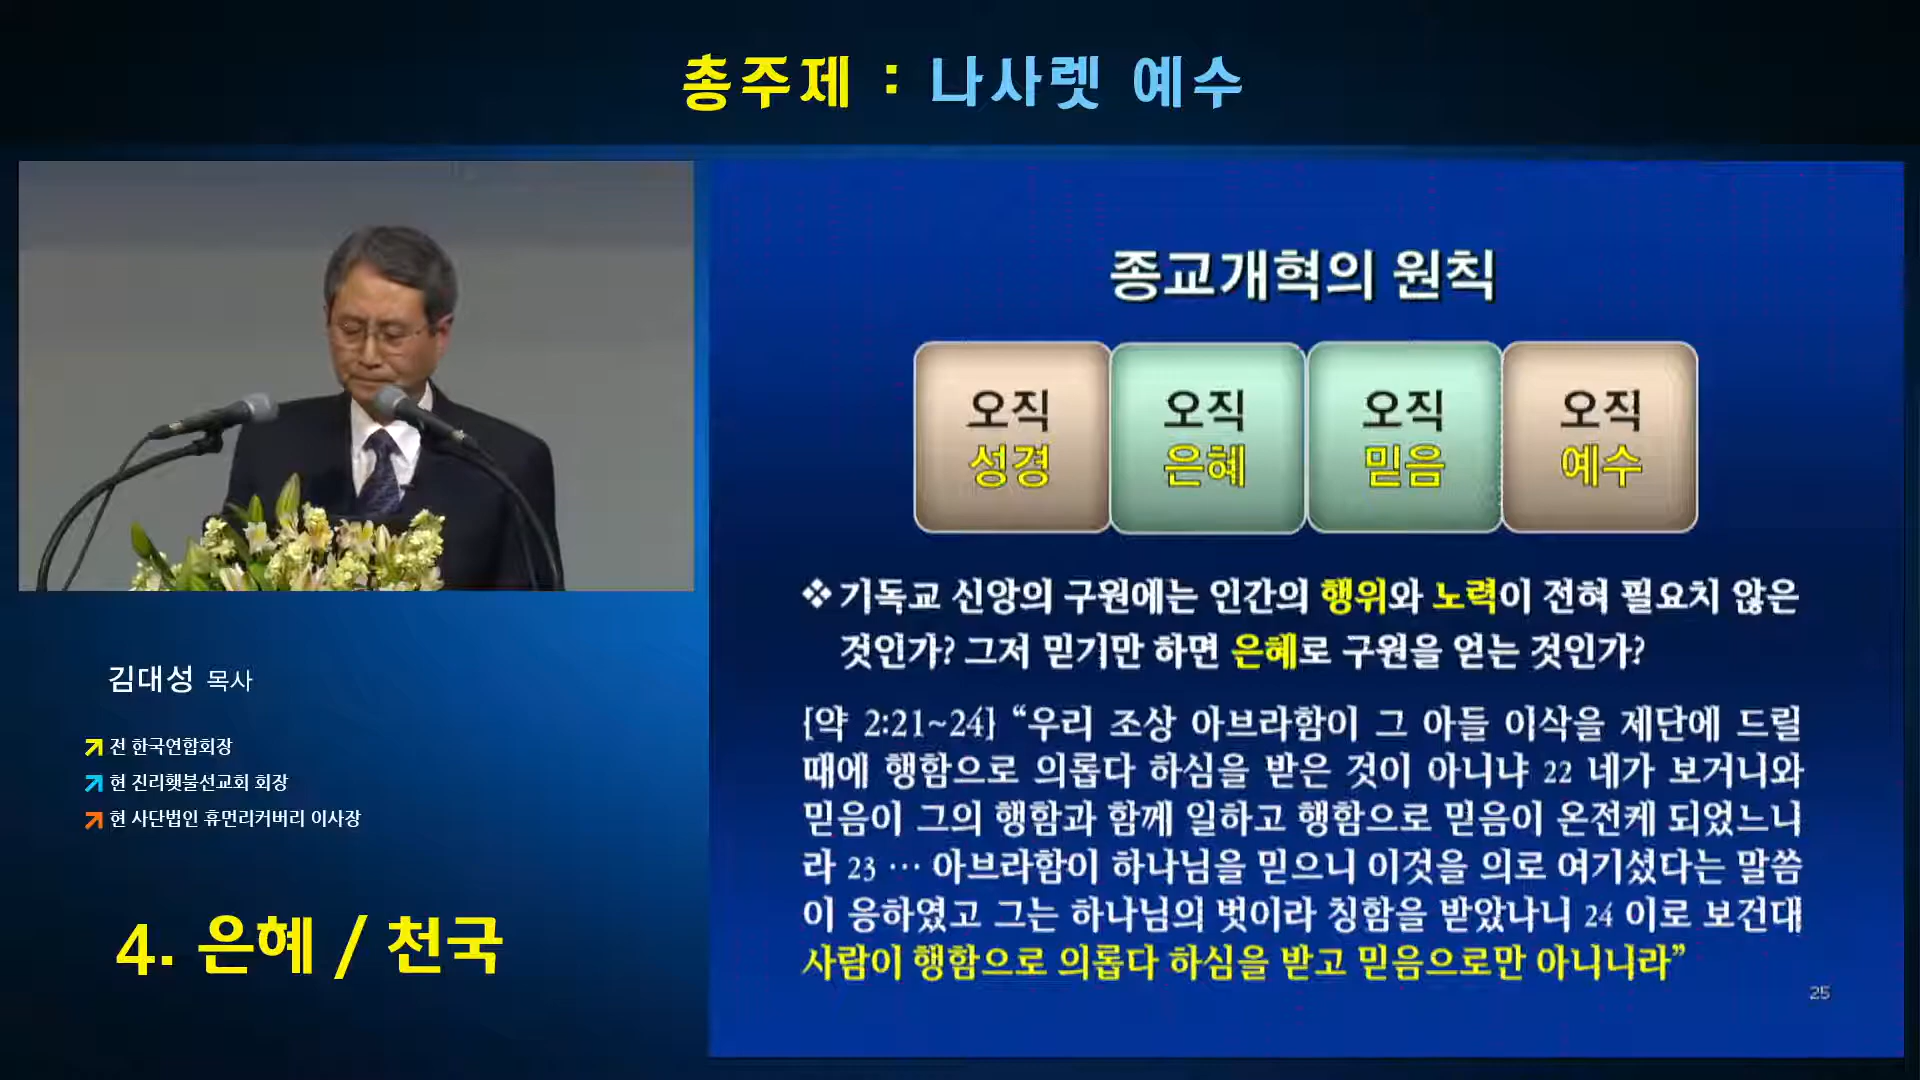 총주제 : 나사렛 예수
김대성 목사
전 한국연합회장
현 진리횃불선교회 회장
현 사단법인 휴먼리커버리 이사장
4. 은혜 / 천국
종교개혁의 원칙
오직
성경
오직
은혜
오직
믿음
오직
예수
❖기독교 신앙의 구원에는 인간의 행위와 노력이 전혀 필요치 않은
것인가? 그저 믿기만 하면 은혜로 구원을 얻는 것인가?
[약 2:21~24] “우리 조상 아브라함이 그 아들 이삭을 제단에 드릴
때에 행함으로 의롭다 하심을 받은 것이 아니냐 22 네가 보거니와
믿음이 그의 행함과 함께 일하고 행함으로 믿음이 온전케 되었느니
라 23 … 아브라함이 하나님을 믿으니 이것을 의로 여기셨다는 말씀
이 응하였고 그는 하나님의 벗이라 칭함을 받았나니 24 이로 보건대
사람이 행함으로 의롭다 하심을 받고 믿음으로만 아니니라”
25